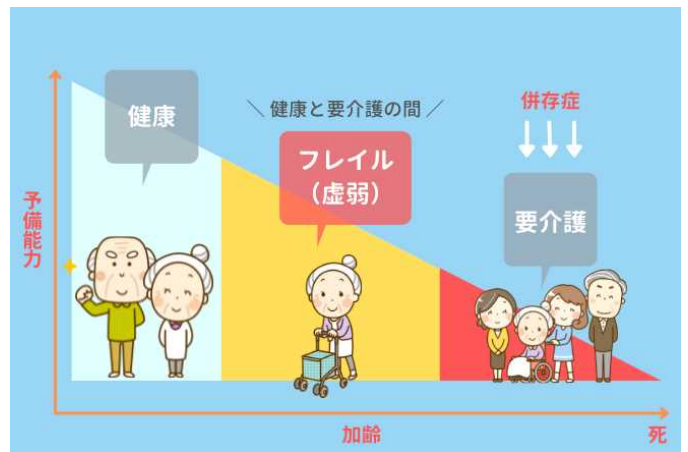 健康
＼ 健康と要介護の間 ／
フレイル
（虚弱）
併存症
要介護
予備能力
加齢
死